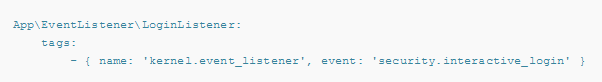 App\EventListener\LoginListener:
    tags:
        - { name: 'kernel.event_listener', event: 'security.interactive_login' }